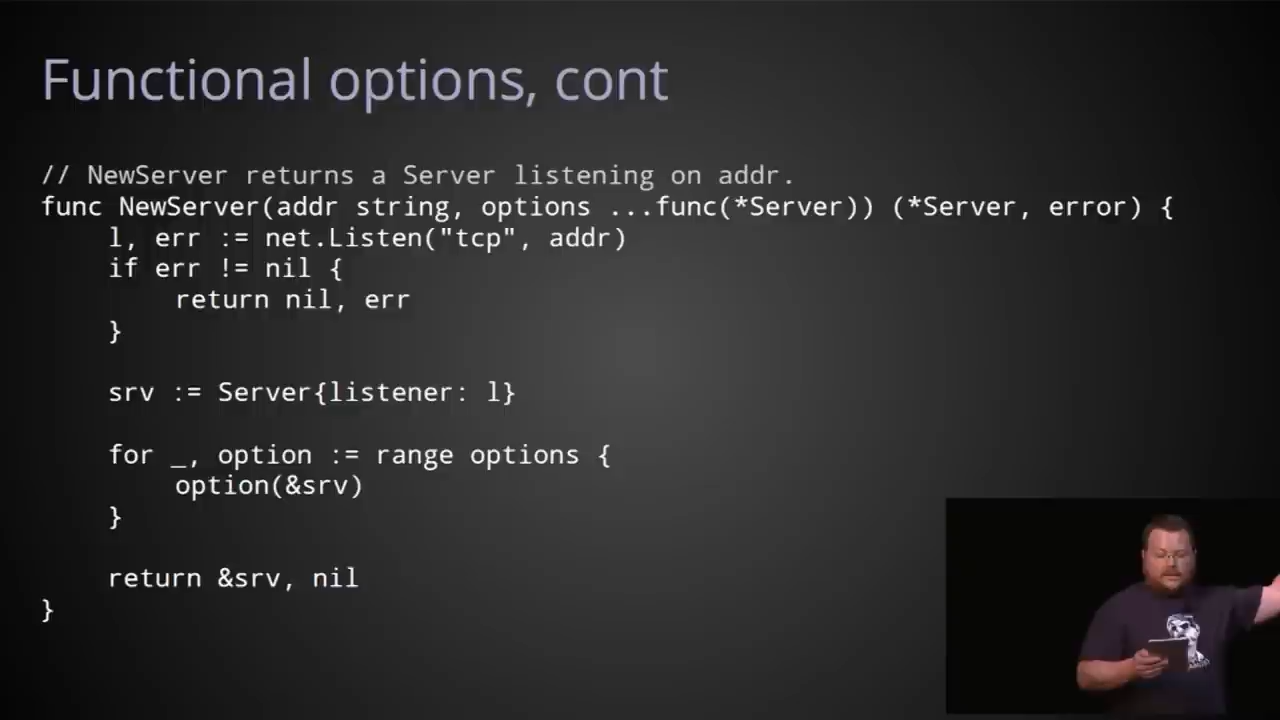 Functional options, cont
// NewServer returns a Server listening on addr.
func NewServer(addr string, options ...func(*Server)) (*Server, error) {
    l, err := net.Listen("tcp", addr)
    if err != nil {
        return nil, err
    }
    srv := Server{listener: l}
    for _, option := range options {
        option(&srv)
    }
    return &srv, nil
}